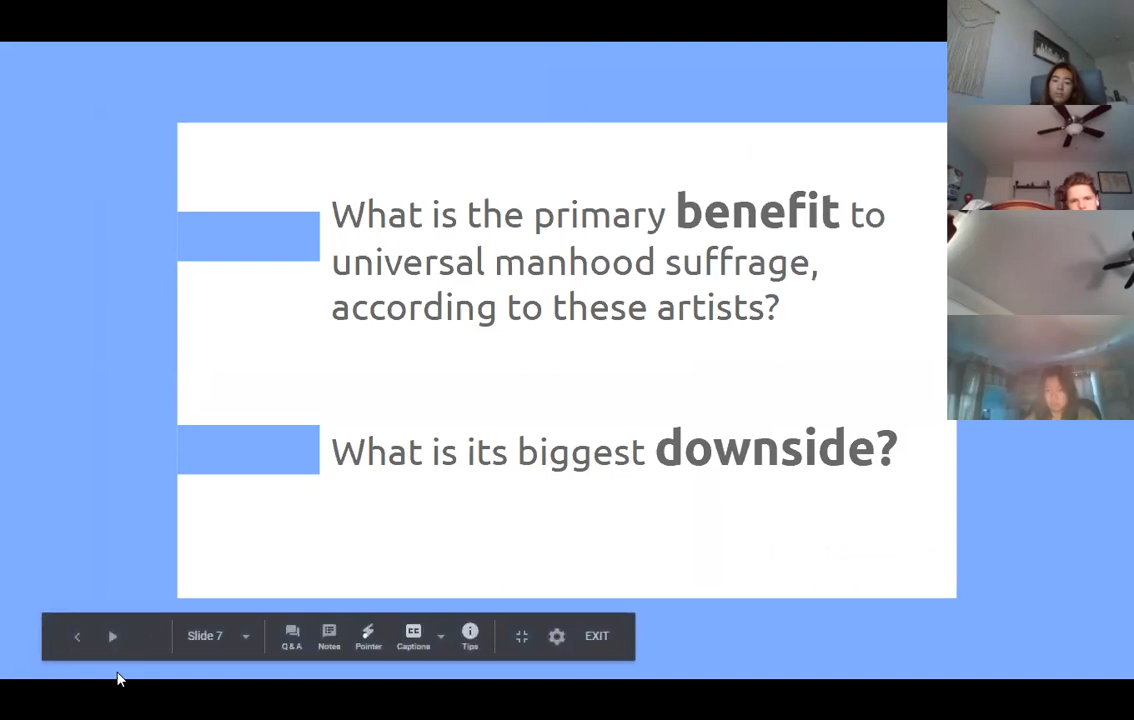 What is the primary benefit to
universal manhood suffrage,
according to these artists?
What is its biggest downside?
Slide 7
Q&A
Notes
Pointer
CC
Captions
Tips
EXIT